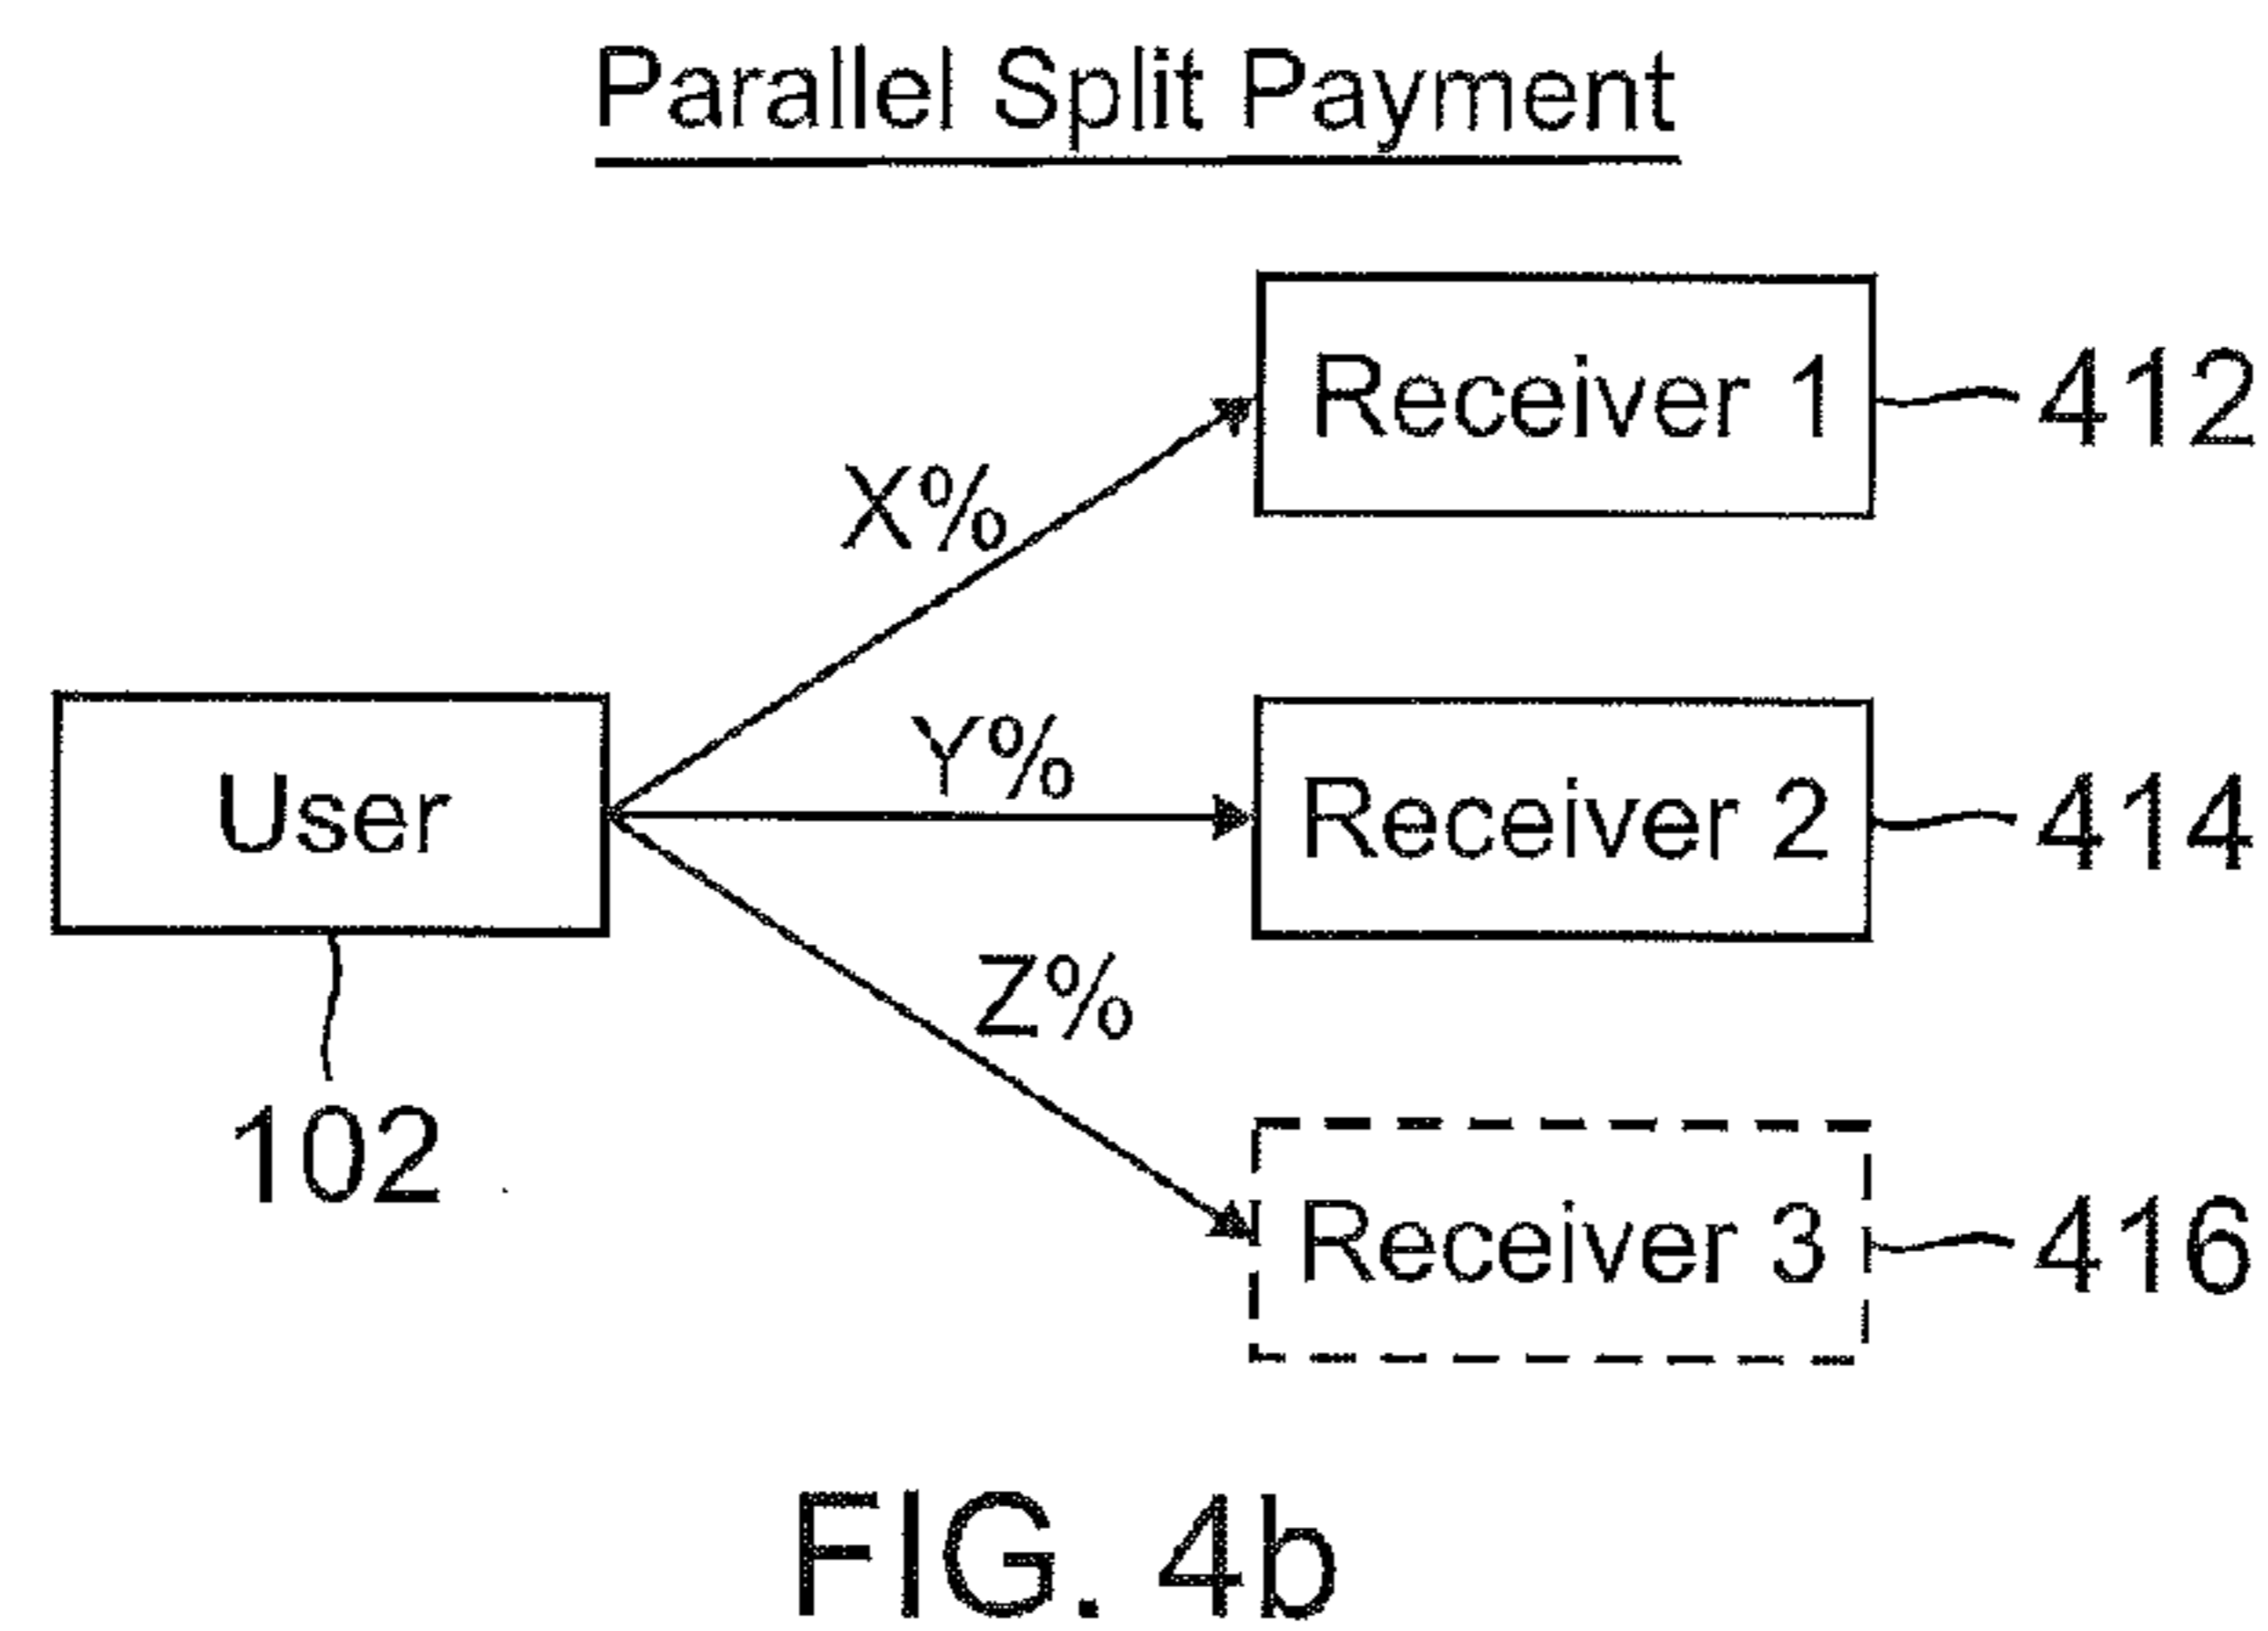 Parallel Split Payment
Receiver 1
412
X%
Y%
User
Receiver 2
414
Z%
102
Receiver 3
416
FIG. 4b